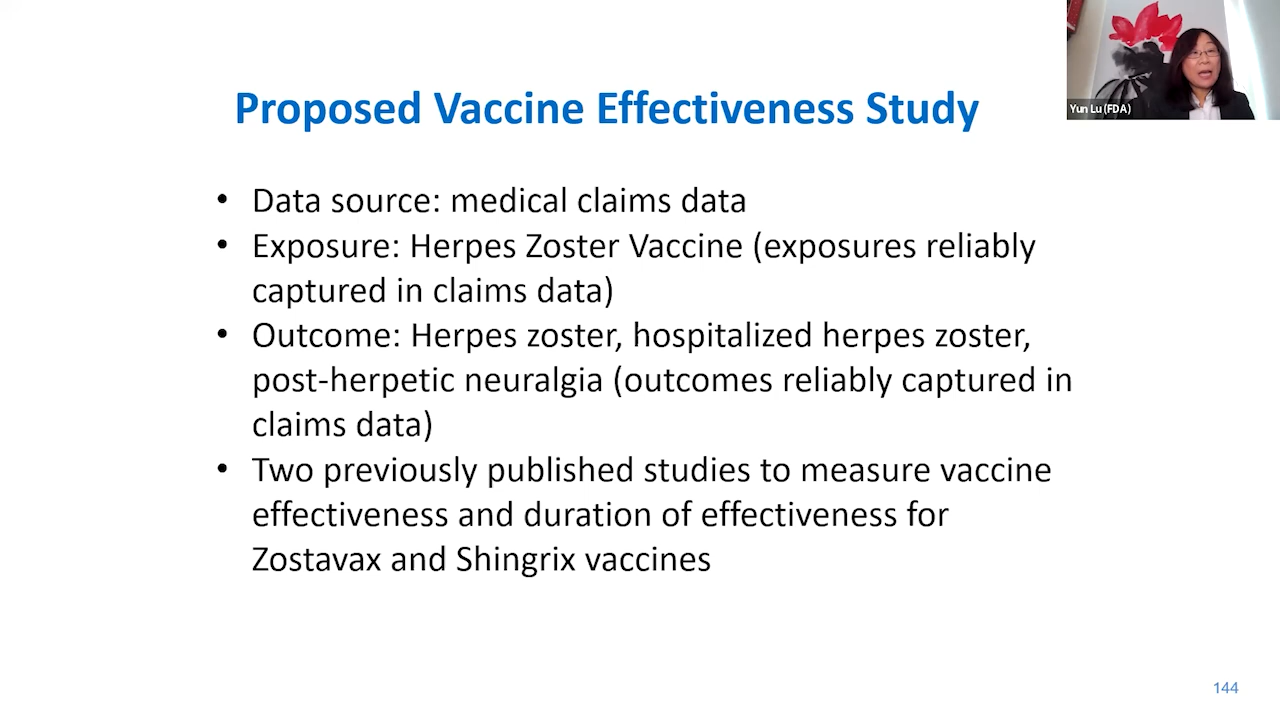 Proposed Vaccine Effectiveness Study
Yun Lu (FDA)
• Data source: medical claims data
• Exposure: Herpes Zoster Vaccine (exposures reliably
captured in claims data)
• Outcome: Herpes zoster, hospitalized herpes zoster,
post-herpetic neuralgia (outcomes reliably captured in
claims data)
• Two previously published studies to measure vaccine
effectiveness and duration of effectiveness for
Zostavax and Shingrix vaccines
144